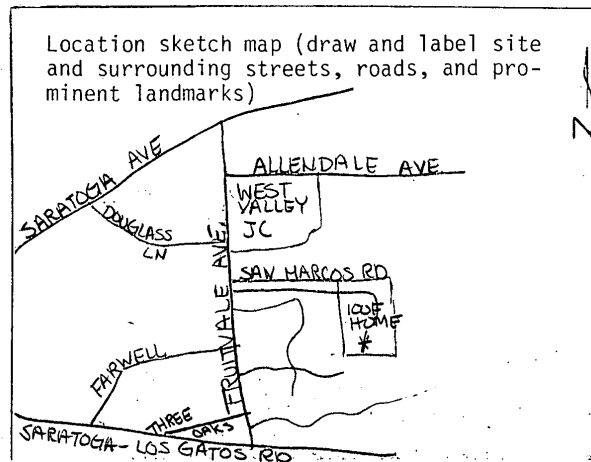 Location sketch map (draw and label site
and surrounding streets, roads, and pro-
minent landmarks)
N
SARATOGA AVE
ALLENDALE AVE.
WEST
VALLEY
JC
DOUGLASS
LN
FRUITVALE AVE.
SAN MARCOS RD
IOOF
HOME
*
FARWELL
THREE
OAKS
SARATOGA-LOS GATOS RD